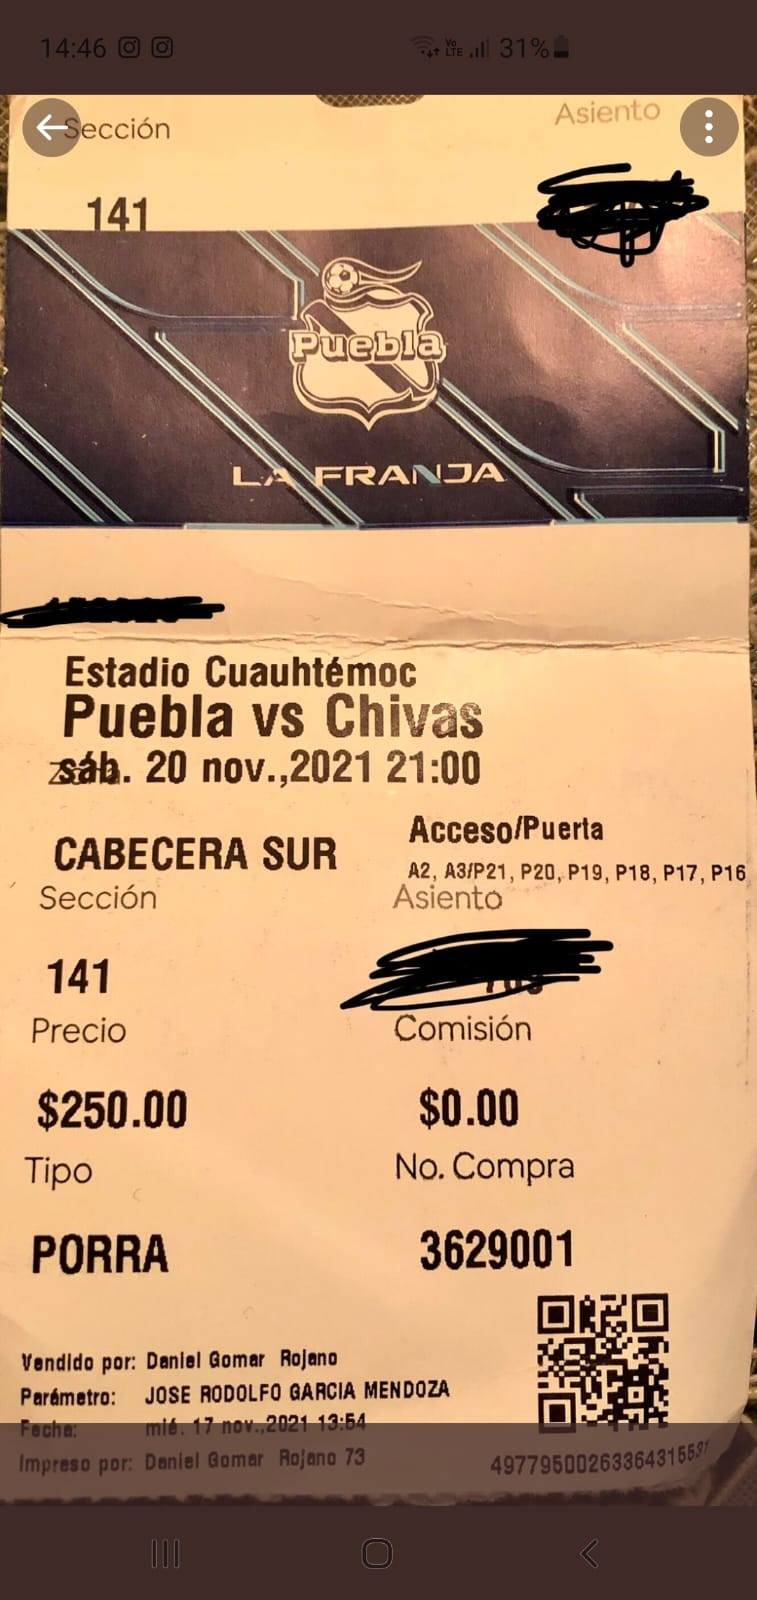 14:46
Vo
LTE
31%
Sección
Asiento
141
Puebla
LA FRANJA
Estadio Cuauhtémoc
Puebla vs Chivas
sáb. 20 nov.,2021 21:00
CABECERA SUR
Acceso/Puerta
A2, A3/P21, P20, P19, P18, P17, P16
Sección
Asiento
141
Precio
Comisión
$250.00
$0.00
Tipo
No. Compra
PORRA
3629001
Vendido por: Daniel Gomar Rojano
Parámetro: JOSE RODOLFO GARCIA MENDOZA
Fecha: mié. 17 nov.,2021 13:54
Impreso por: Daniel Gomar Rojano 73